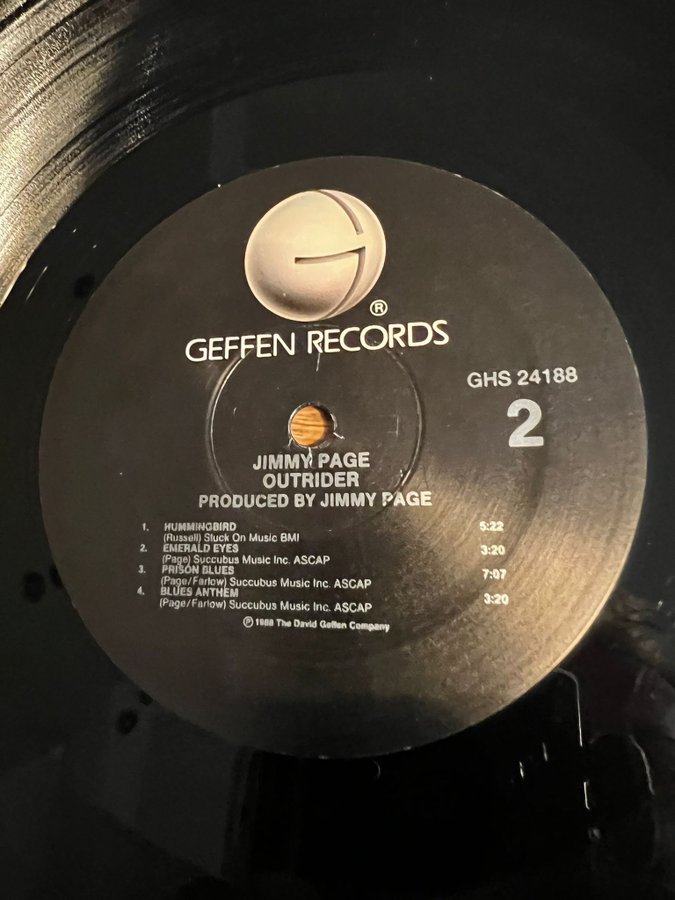 ®
GEFFEN RECORDS
GHS 24188
2
JIMMY PAGE
OUTRIDER
PRODUCED BY JIMMY PAGE
1. HUMMINGBIRD 5:22
(Russell) Stuck On Music BMI
2. EMERALD EYES 3:20
(Page) Succubus Music Inc. ASCAP
3. PRISON BLUES 7:07
(Page/Farlow) Succubus Music Inc. ASCAP
4. BLUES ANTHEM 3:20
(Page/Farlow) Succubus Music Inc. ASCAP
℗ 1988 The David Geffen Company